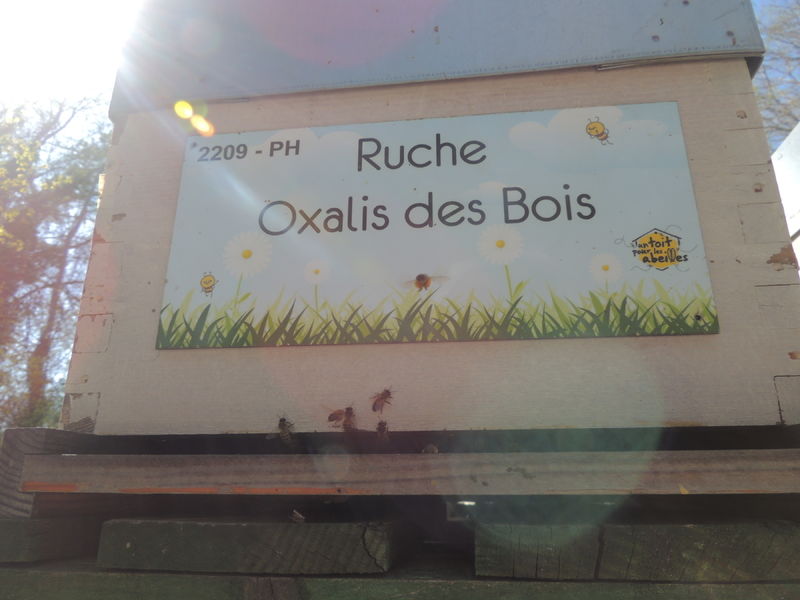 2209 - PH
Ruche
Oxalis des Bois
un toit
pour les
abeilles